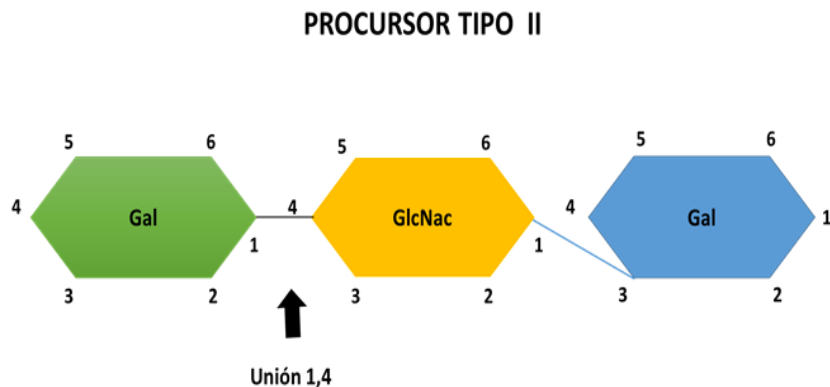 PROCURSOR TIPO II
5 6 5 6 5 6
4 Gal 4 GlcNac 4 Gal 1
1 1
3 2 3 2 3 2
Unión 1,4